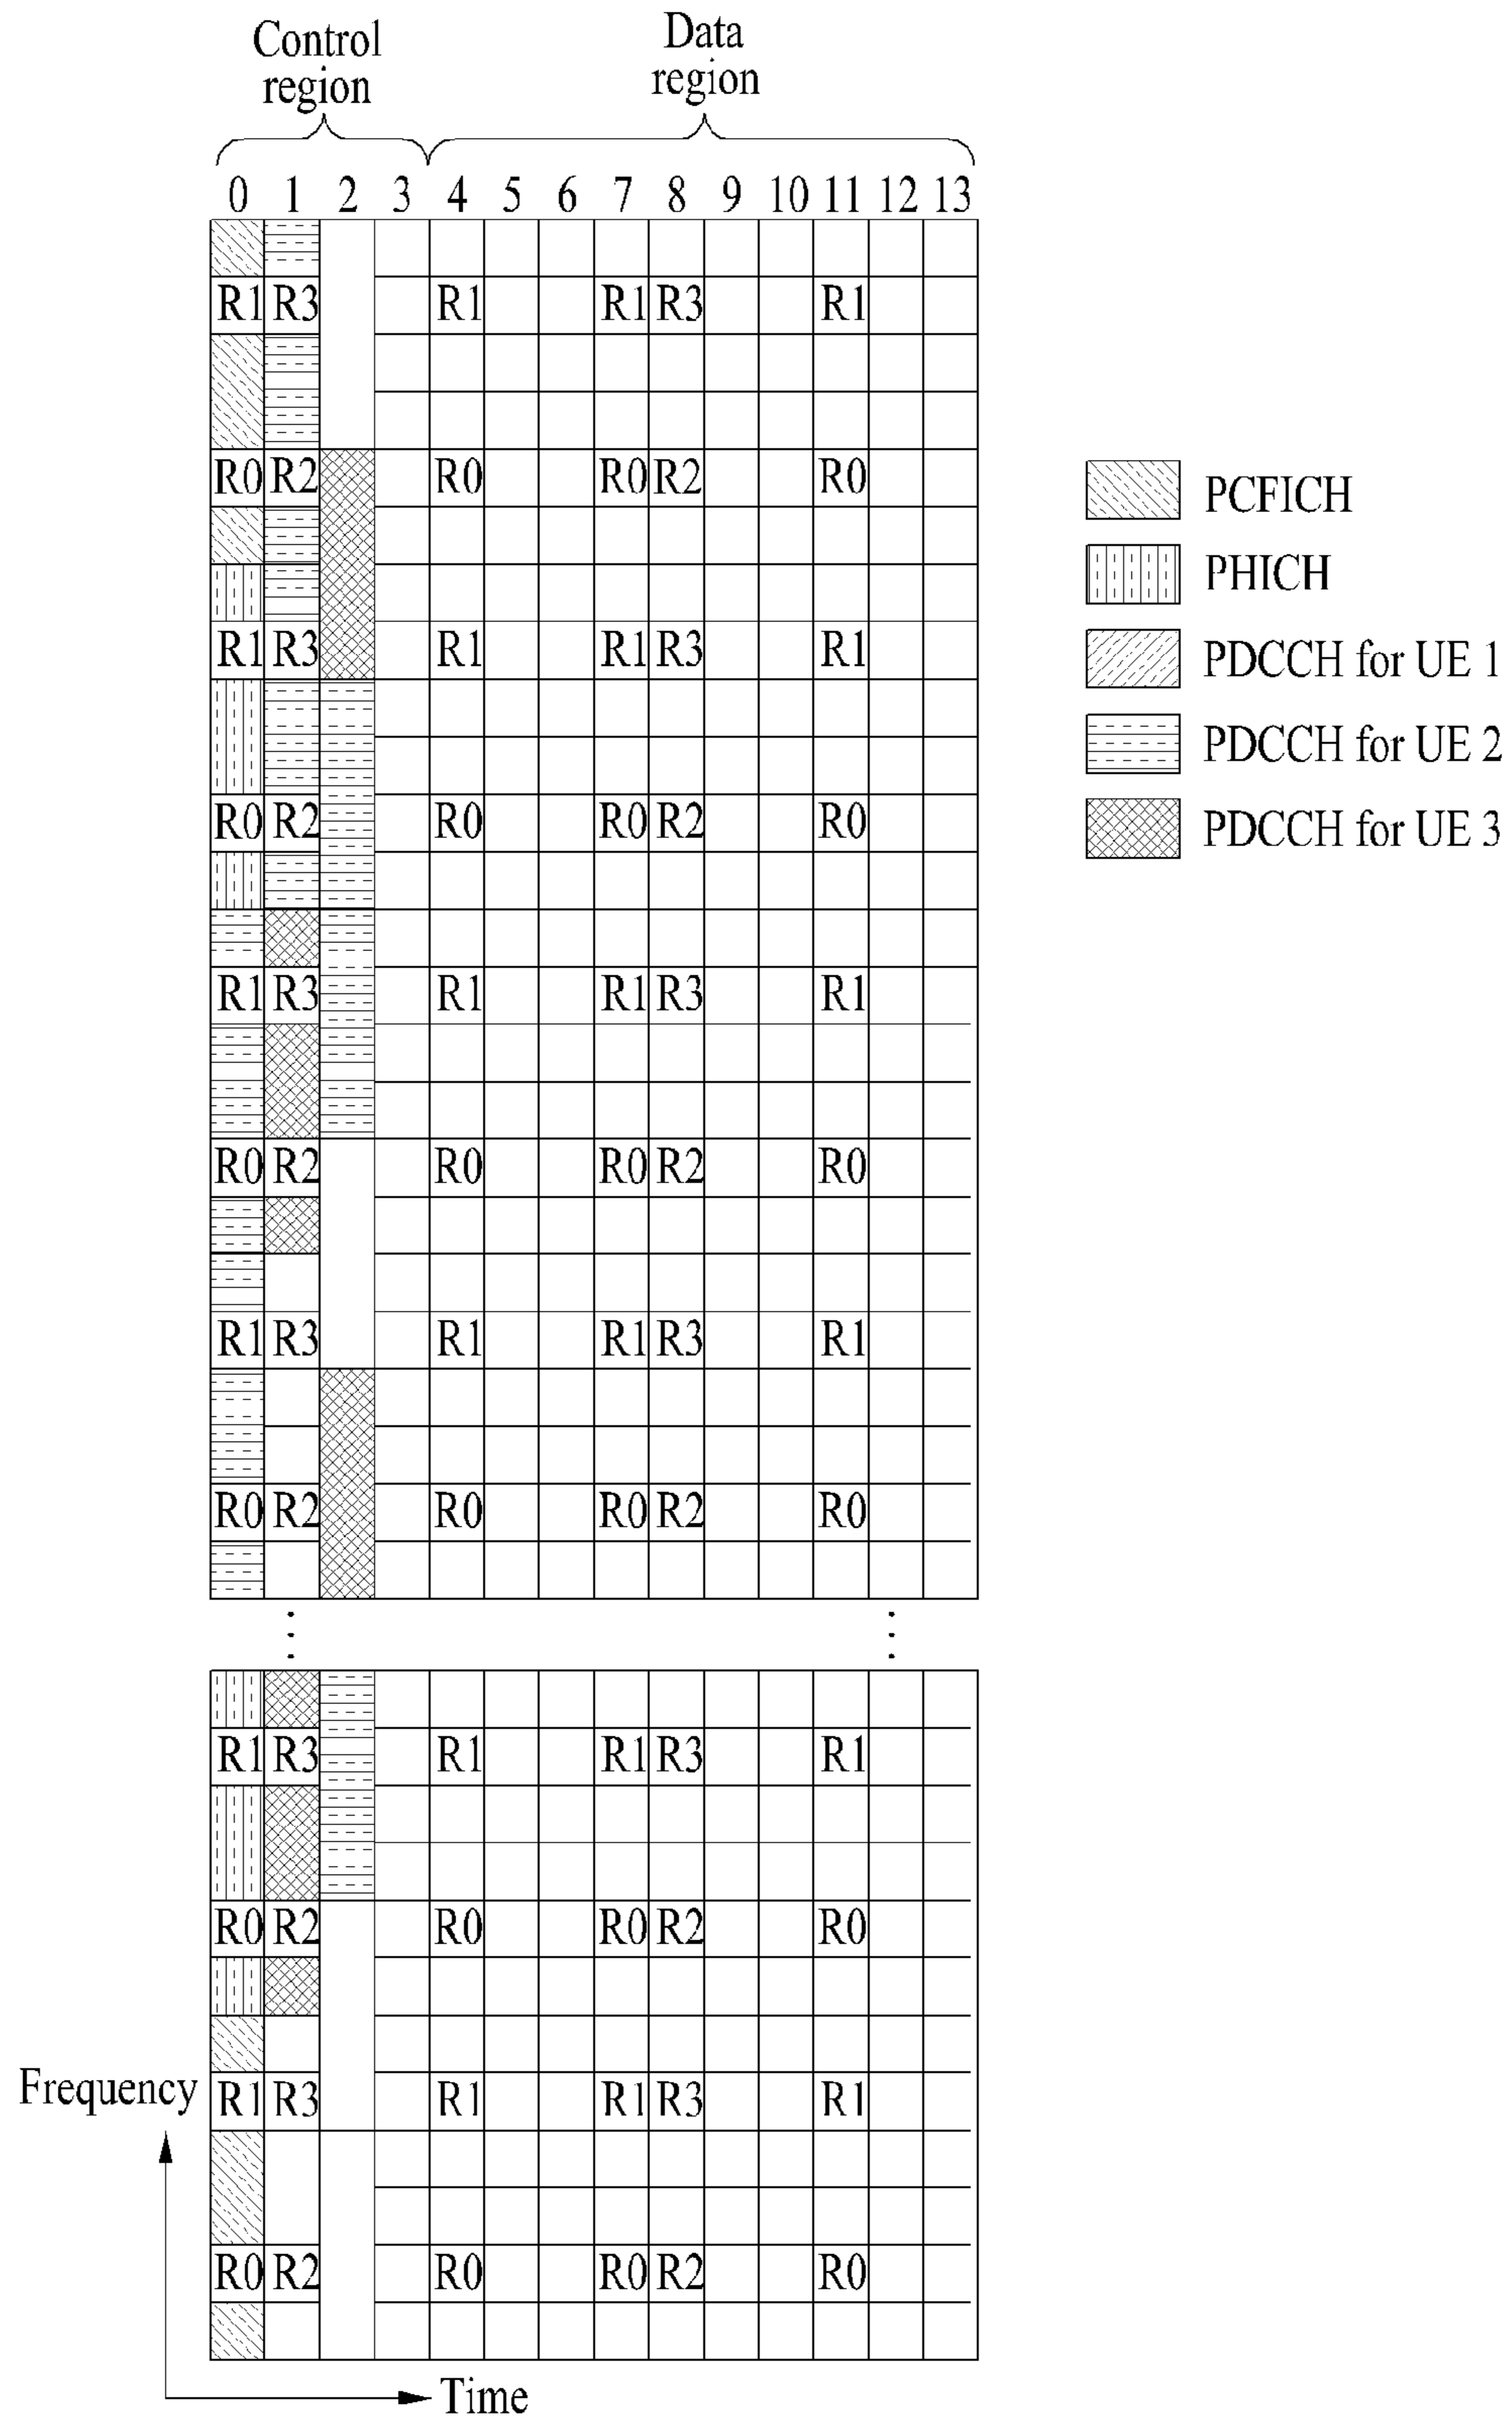 Control region
Data region
0 1 2 3 4 5 6 7 8 9 10 11 12 13
R1 R3 R1 R1 R3 R1
R0 R2 R0 R0 R2 R0
R1 R3 R1 R1 R3 R1
R0 R2 R0 R0 R2 R0
R1 R3 R1 R1 R3 R1
R0 R2 R0 R0 R2 R0
R1 R3 R1 R1 R3 R1
R0 R2 R0 R0 R2 R0
R1 R3 R1 R1 R3 R1
R0 R2 R0 R0 R2 R0
R1 R3 R1 R1 R3 R1
R0 R2 R0 R0 R2 R0
PCFICH
PHICH
PDCCH for UE 1
PDCCH for UE 2
PDCCH for UE 3
Frequency
Time